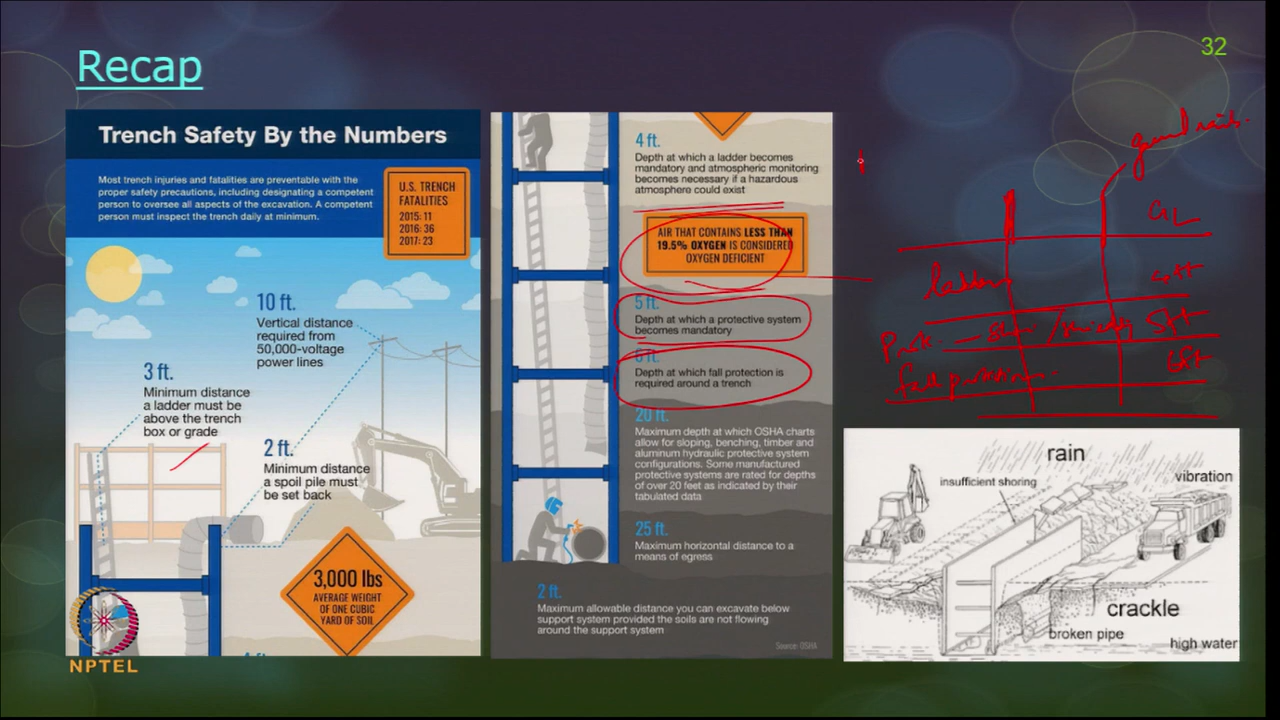 32
Recap
Trench Safety By the Numbers
Most trench injuries and fatalities are preventable with the
proper safety precautions, including designating a competent
person to oversee all aspects of the excavation. A competent
person must inspect the trench daily at minimum.
U.S. TRENCH
FATALITIES
2015: 11
2016: 36
2017: 23
10 ft.
Vertical distance
required from
50,000-voltage
power lines
3 ft.
Minimum distance
a ladder must be
above the trench
box or grade
2 ft.
Minimum distance
a spoil pile must
be set back
3,000 lbs
AVERAGE WEIGHT
OF ONE CUBIC
YARD OF SOIL
NPTEL
4 ft.
Depth at which a ladder becomes
mandatory and atmospheric monitoring
becomes necessary if a hazardous
atmosphere could exist
AIR THAT CONTAINS LESS THAN
19.5% OXYGEN IS CONSIDERED
OXYGEN DEFICIENT
5 ft.
Depth at which a protective system
becomes mandatory
6 ft.
Depth at which fall protection is
required around a trench
20 ft.
Maximum depth at which OSHA charts
allow for sloping, benching, timber and
aluminum hydraulic protective system
configurations. Some manufactured
protective systems are rated for depths
of over 20 feet as indicated by their
tabulated data
25 ft.
Maximum horizontal distance to a
means of egress
2 ft.
Maximum allowable distance you can excavate below
support system provided the soils are not flowing
around the support system
Source: OSHA
guard rails.
GL
ladder 4ft
5ft
fall protection. 6ft
rain
insufficient shoring
vibration
crackle
broken pipe
high water